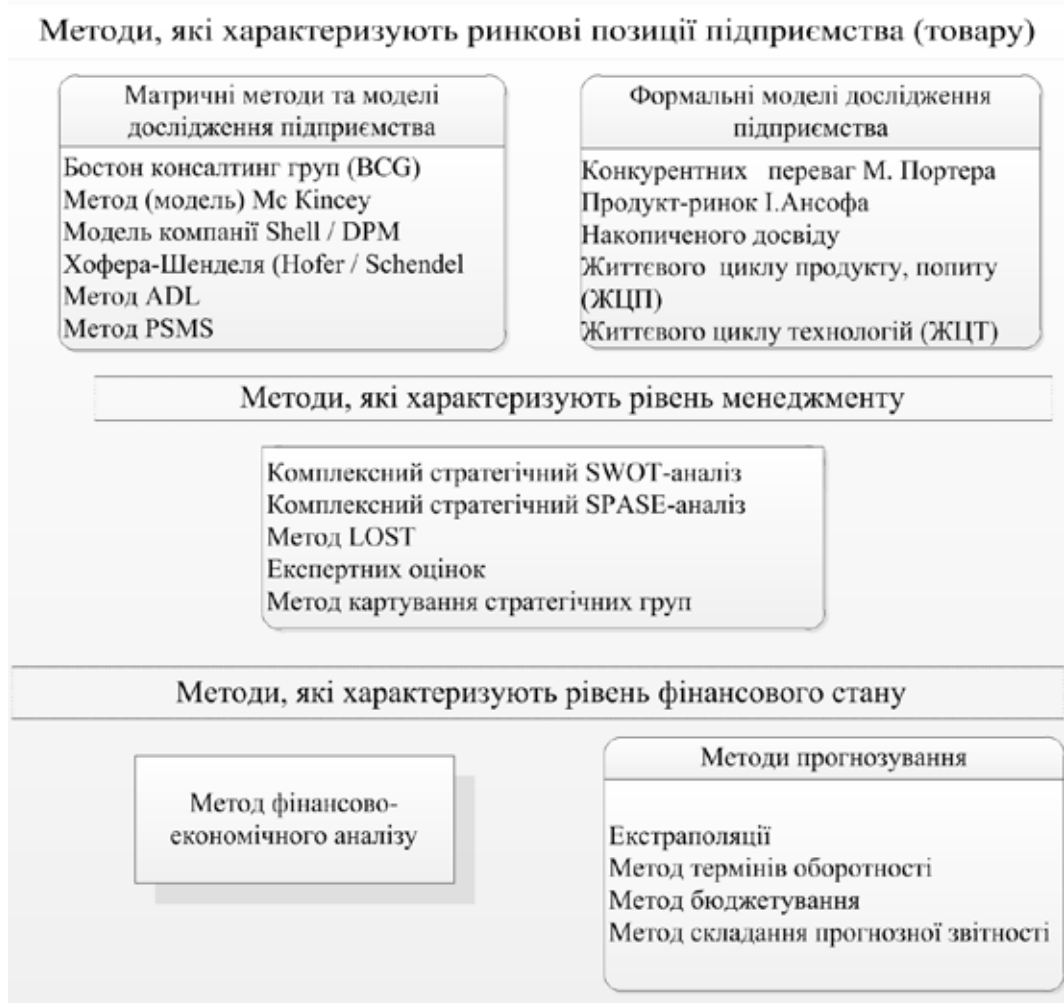 Методи, які характеризують ринкові позиції підприємства (товару)
Матричні методи та моделі
дослідження підприємства
Бостон консалтинг груп (BCG)
Метод (модель) Mc Kincey
Модель компанії Shell / DPM
Хофера-Шенделя (Hofer / Schendel
Метод ADL
Метод PSMS
Формальні моделі дослідження
підприємства
Конкурентних переваг М. Портера
Продукт-ринок І.Ансофа
Накопиченого досвіду
Життєвого циклу продукту, попиту
(ЖЦП)
Життєвого циклу технологій (ЖЦТ)
Методи, які характеризують рівень менеджменту
Комплексний стратегічний SWOT-аналіз
Комплексний стратегічний SPASE-аналіз
Метод LOST
Експертних оцінок
Метод картування стратегічних груп
Методи, які характеризують рівень фінансового стану
Метод фінансово-
економічного аналізу
Методи прогнозування
Екстраполяції
Метод термінів оборотності
Метод бюджетування
Метод складання прогнозної звітності